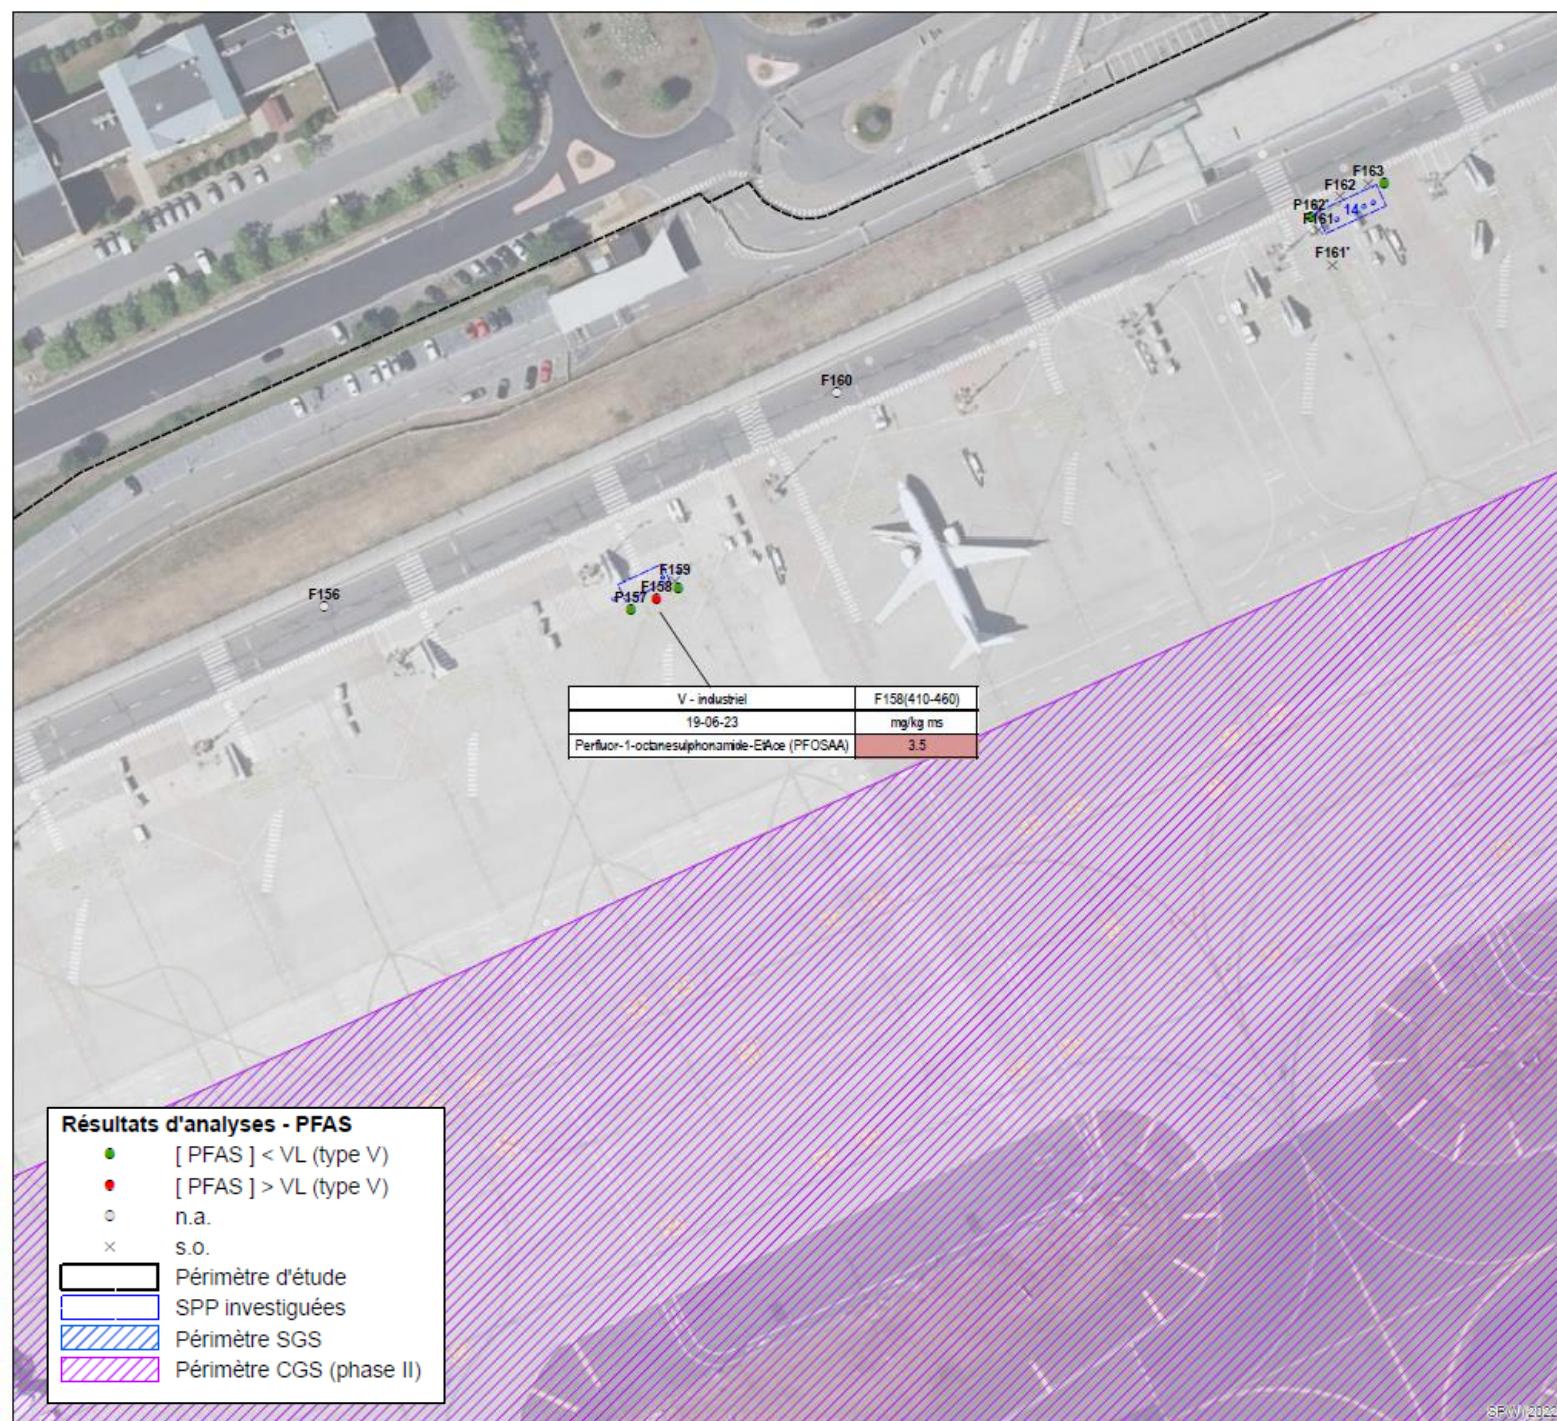 F163
F162
P162'
F161
14
F161'
F160
F159
F158
P157
F156
V - industriel F158(410-460)
19-06-23 mg/kg ms
Perfluor-1-octanesulphonamide-EtAce (PFOSAA) 3.5
Résultats d'analyses - PFAS
[ PFAS ] < VL (type V)
[ PFAS ] > VL (type V)
n.a.
s.o.
Périmètre d'étude
SPP investiguées
Périmètre SGS
Périmètre CGS (phase II)